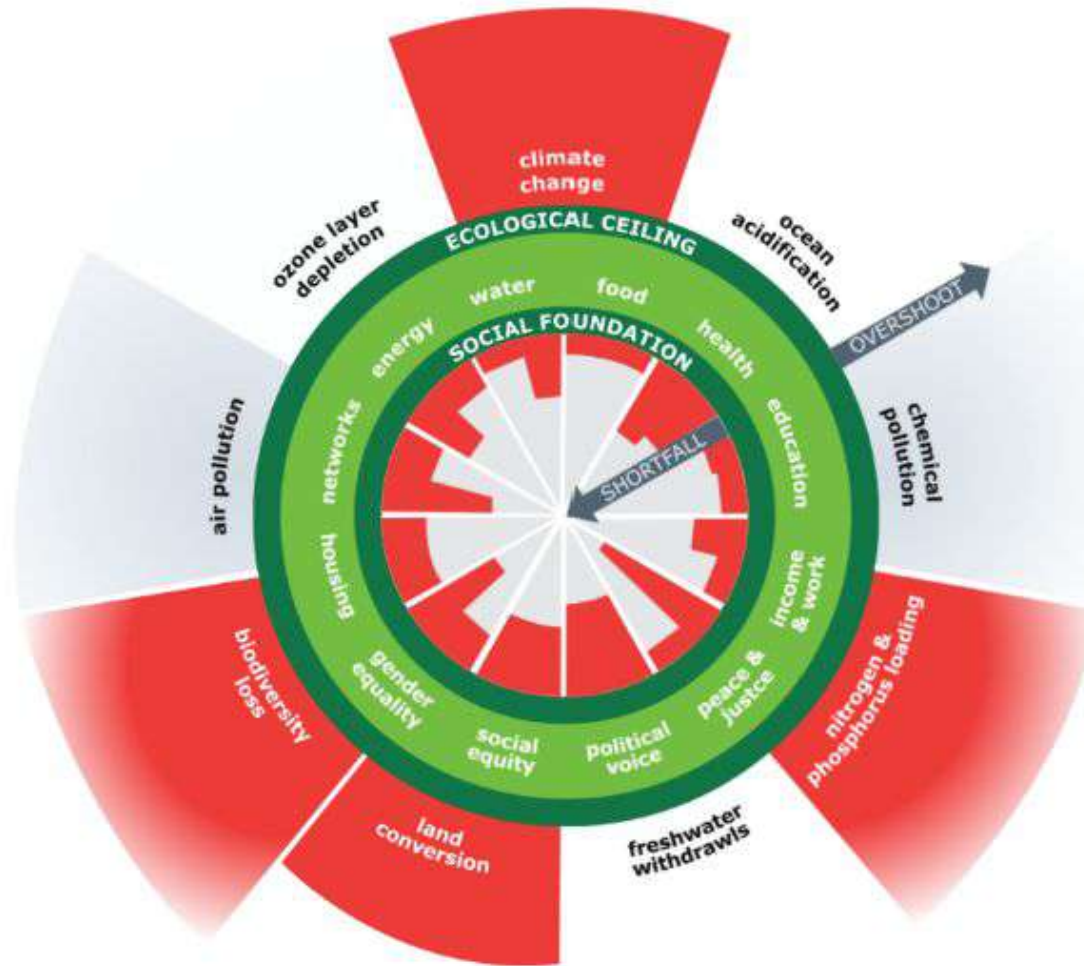 climate
change
ozone layer
depletion
ocean
acidification
ECOLOGICAL CEILING
OVERSHOOT
water
food
energy
health
SOCIAL FOUNDATION
networks
education
SHORTFALL
air pollution
chemical
pollution
housing
income
& work
biodiversity
loss
gender
equality
peace &
justce
nitrogen &
phosphorus loading
social
equity
political
voice
land
conversion
freshwater
withdrawls